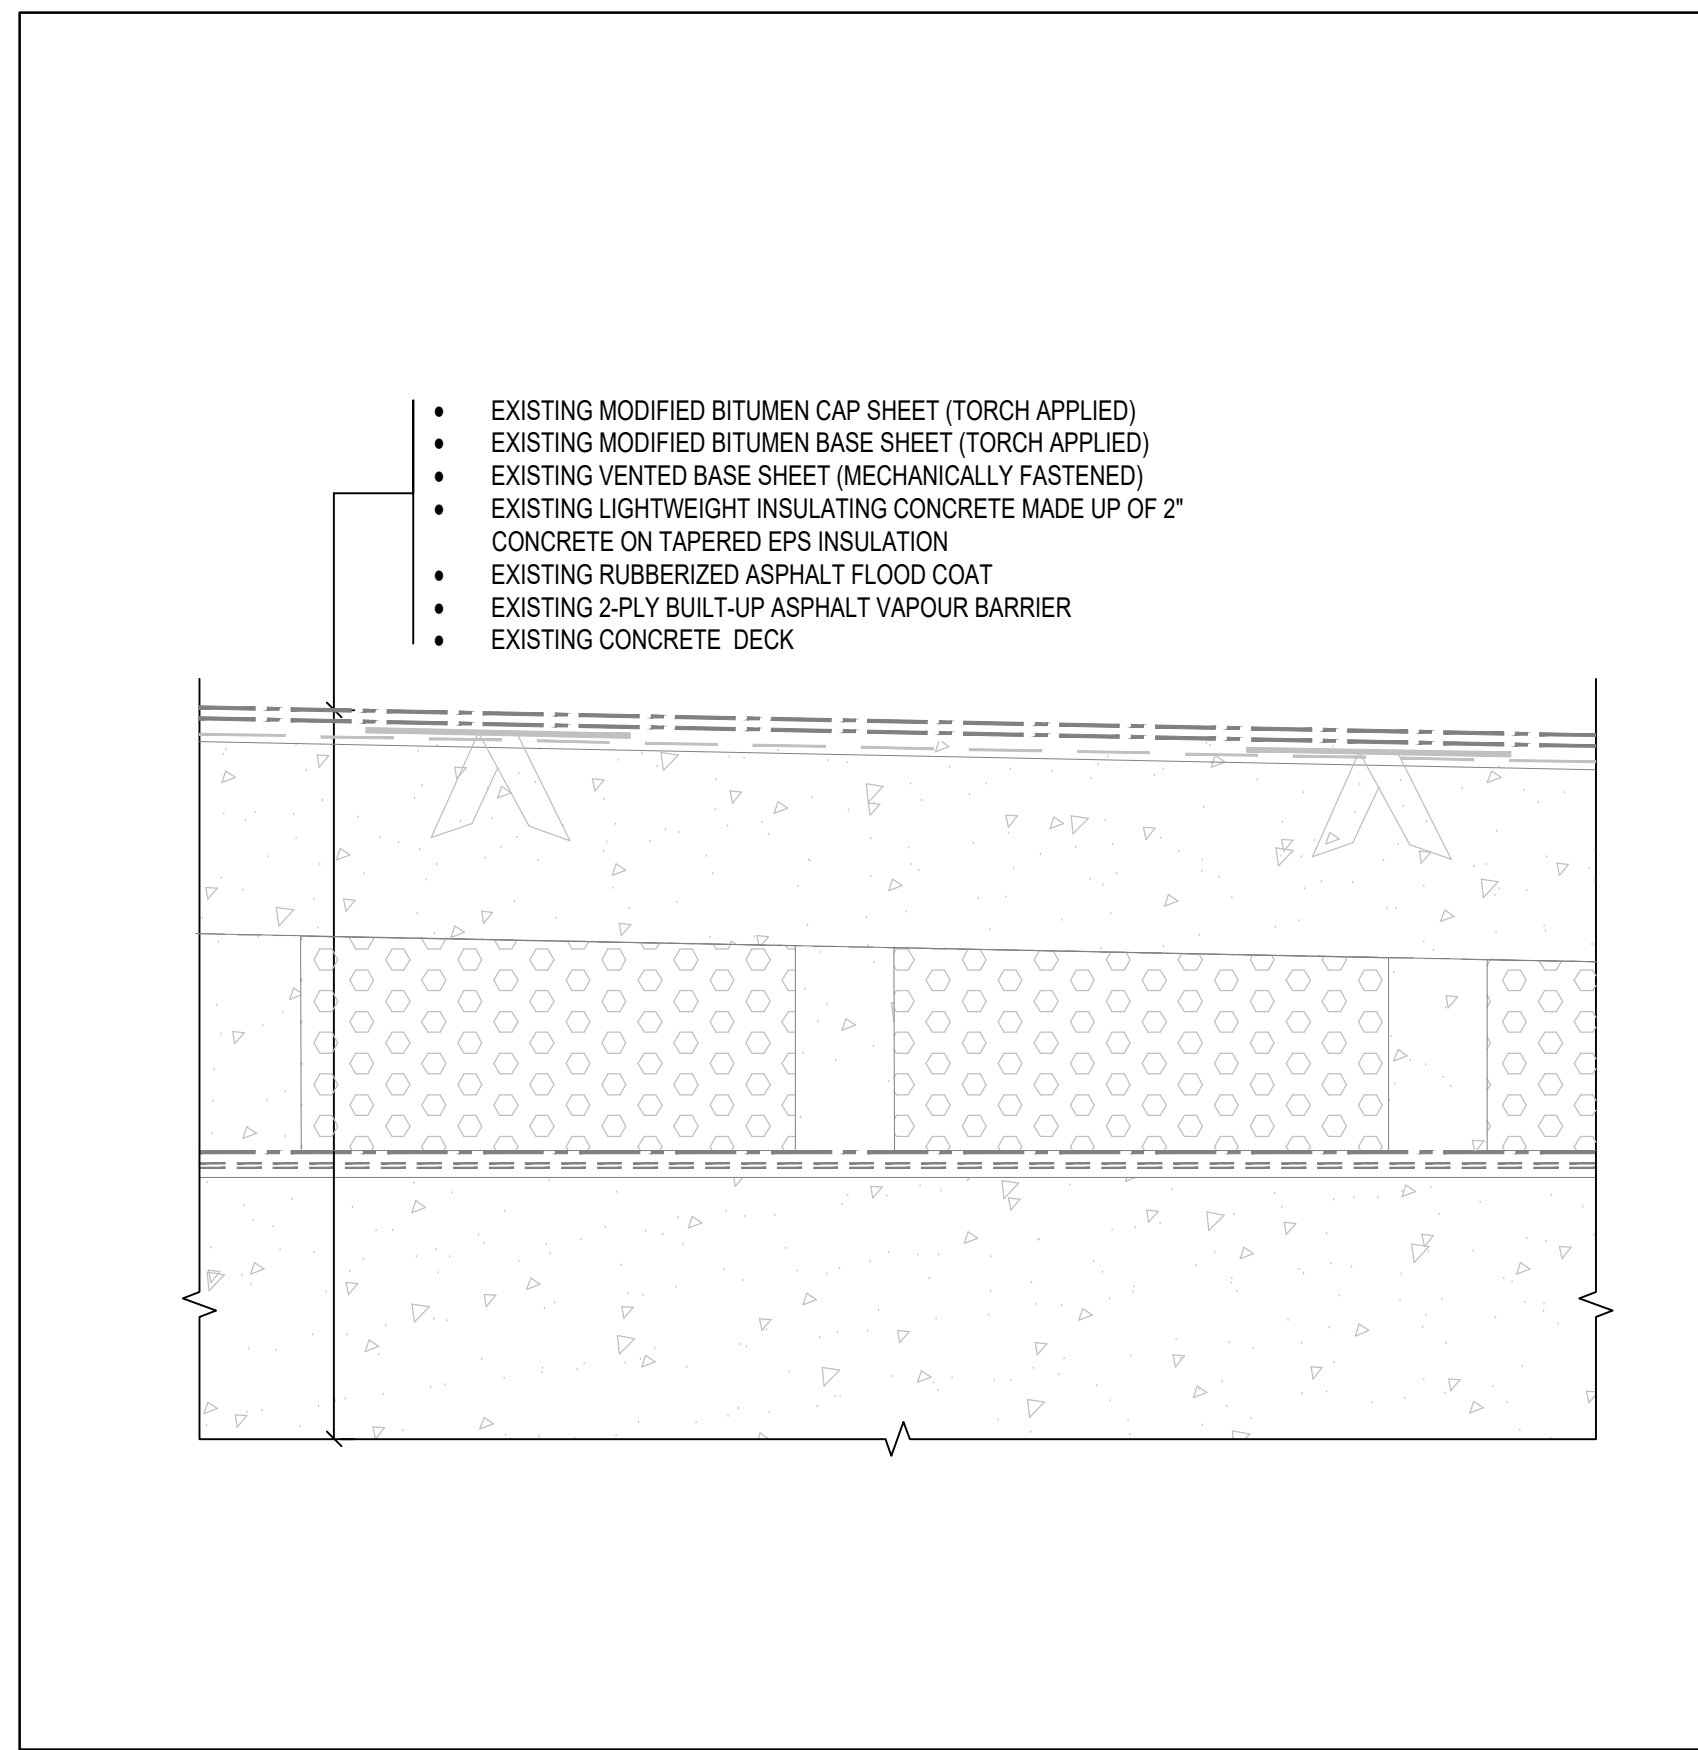 • EXISTING MODIFIED BITUMEN CAP SHEET (TORCH APPLIED)
• EXISTING MODIFIED BITUMEN BASE SHEET (TORCH APPLIED)
• EXISTING VENTED BASE SHEET (MECHANICALLY FASTENED)
• EXISTING LIGHTWEIGHT INSULATING CONCRETE MADE UP OF 2"
CONCRETE ON TAPERED EPS INSULATION
• EXISTING RUBBERIZED ASPHALT FLOOD COAT
• EXISTING 2-PLY BUILT-UP ASPHALT VAPOUR BARRIER
• EXISTING CONCRETE DECK